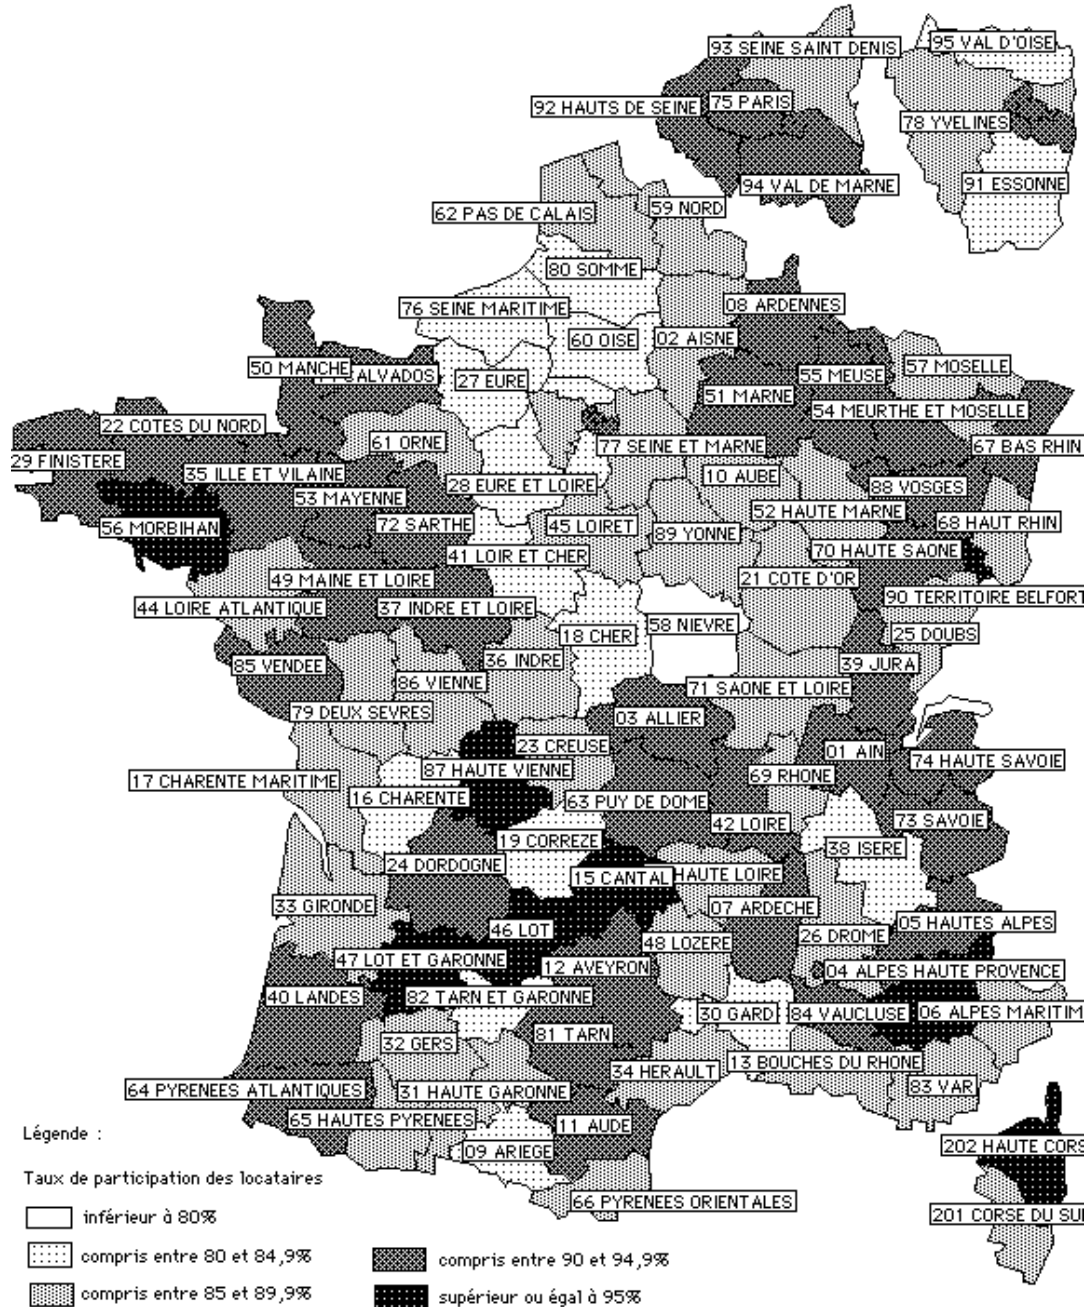 93 SEINE SAINT DENIS
95 VAL D'OISE
92 HAUTS DE SEINE
75 PARIS
78 YVELINES
94 VAL DE MARNE
91 ESSONNE
62 PAS DE CALAIS
59 NORD
80 SOMME
76 SEINE MARITIME
08 ARDENNES
60 OISE
02 AISNE
50 MANCHE
CALVADOS
27 EURE
55 MEUSE
57 MOSELLE
51 MARNE
54 MEURTHE ET MOSELLE
22 COTES DU NORD
61 ORNE
77 SEINE ET MARNE
67 BAS RHIN
29 FINISTERE
35 ILLE ET VILAINE
10 AUBE
53 MAYENNE
28 EURE ET LOIRE
88 VOSGES
56 MORBIHAN
72 SARTHE
45 LOIRET
52 HAUTE MARNE
68 HAUT RHIN
89 YONNE
41 LOIR ET CHER
70 HAUTE SAONE
49 MAINE ET LOIRE
21 COTE D'OR
44 LOIRE ATLANTIQUE
37 INDRE ET LOIRE
90 TERRITOIRE BELFORT
58 NIEVRE
18 CHER
25 DOUBS
85 VENDEE
36 INDRE
39 JURA
86 VIENNE
71 SAONE ET LOIRE
79 DEUX SEVRES
03 ALLIER
23 CREUSE
01 AIN
74 HAUTE SAVOIE
17 CHARENTE MARITIME
87 HAUTE VIENNE
69 RHONE
16 CHARENTE
63 PUY DE DOME
42 LOIRE
73 SAVOIE
19 CORREZE
38 ISERE
24 DORDOGNE
15 CANTAL
HAUTE LOIRE
33 GIRONDE
07 ARDECHE
05 HAUTES ALPES
46 LOT
48 LOZERE
26 DROME
47 LOT ET GARONNE
12 AVEYRON
04 ALPES HAUTE PROVENCE
40 LANDES
82 TARN ET GARONNE
30 GARD
84 VAUCLUSE
06 ALPES MARITIM
32 GERS
81 TARN
13 BOUCHES DU RHONE
34 HERAULT
64 PYRENEES ATLANTIQUES
31 HAUTE GARONNE
83 VAR
65 HAUTES PYRENEES
11 AUDE
09 ARIEGE
202 HAUTE CORS
66 PYRENEES ORIENTALES
201 CORSE DU SU
Légende :
Taux de participation des locataires
inférieur à 80%
compris entre 80 et 84,9%
compris entre 90 et 94,9%
compris entre 85 et 89,9%
supérieur ou égal à 95%